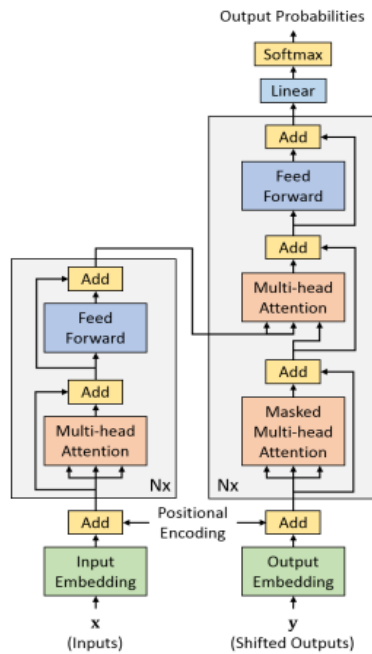 Output Probabilities
Softmax
Linear
Add
Feed
Forward
Add
Multi-head
Attention
Add
Masked
Multi-head
Attention
Nx
Add
Feed
Forward
Add
Multi-head
Attention
Nx
Add
Positional
Encoding
Add
Input
Embedding
Output
Embedding
x
(Inputs)
y
(Shifted Outputs)